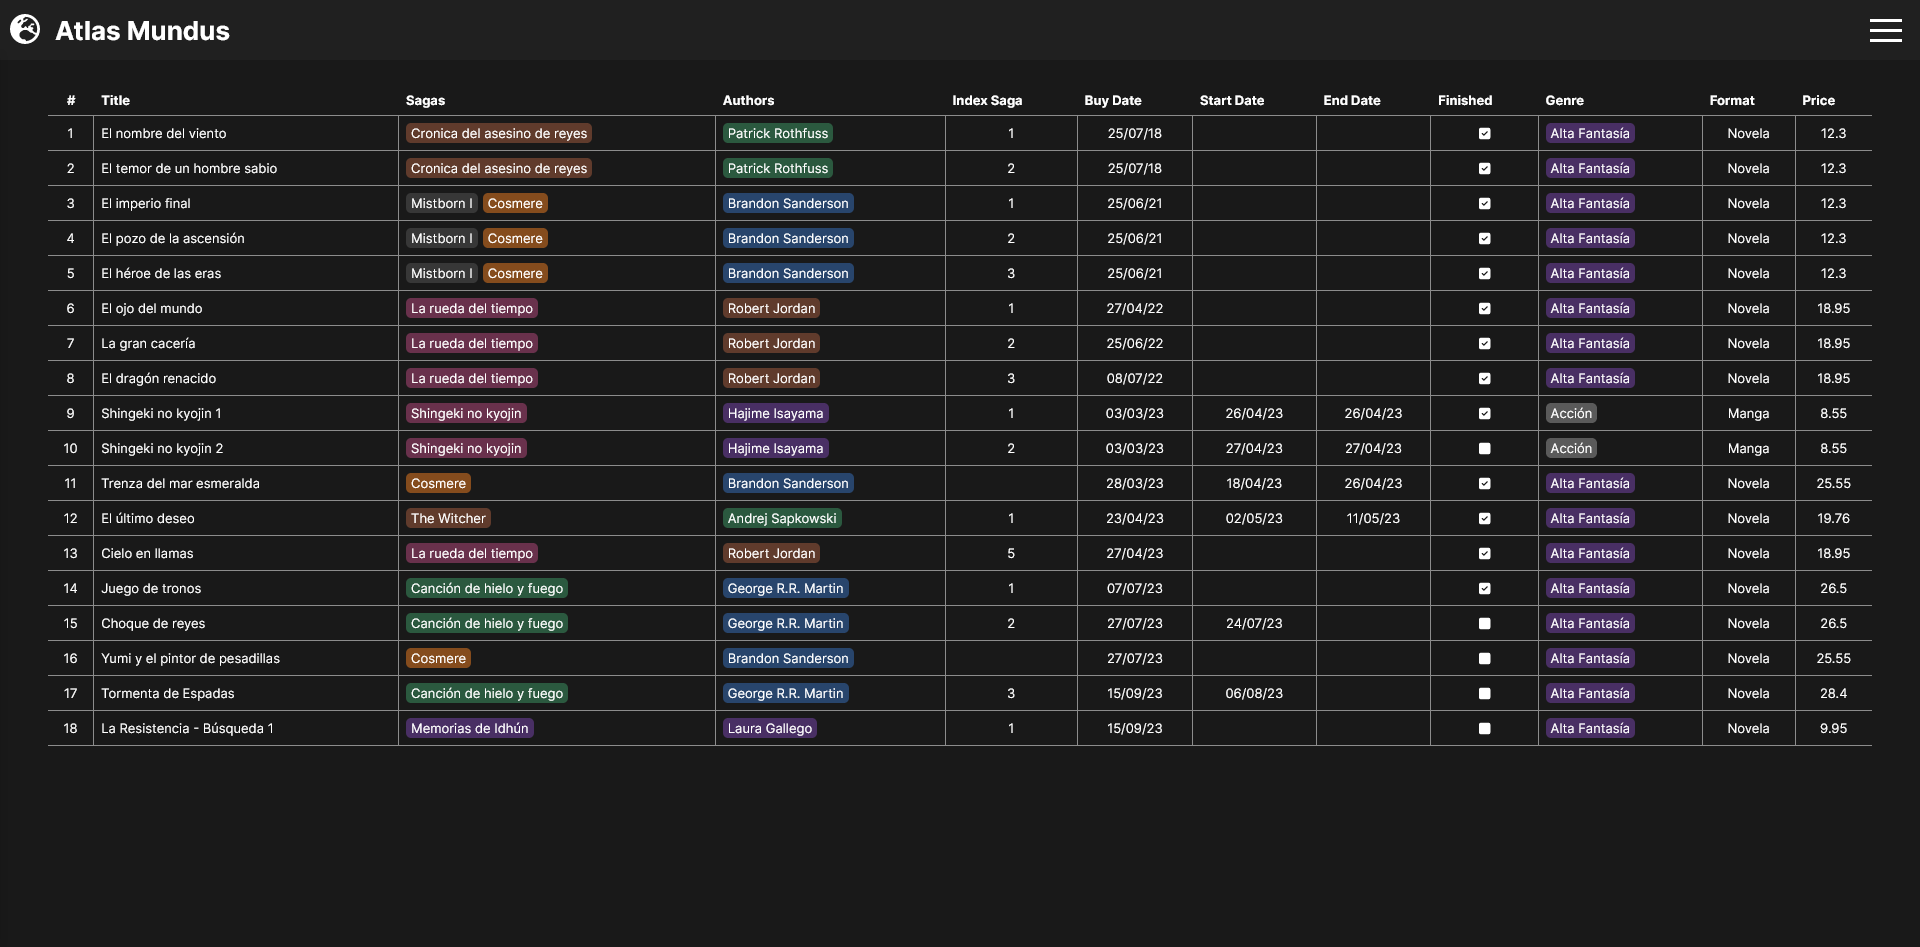 Atlas Mundus
# Title Sagas Authors Index Saga Buy Date Start Date End Date Finished Genre Format Price
1 El nombre del viento Cronica del asesino de reyes Patrick Rothfuss 1 25/07/18 Alta Fantasía Novela 12.3
2 El temor de un hombre sabio Cronica del asesino de reyes Patrick Rothfuss 2 25/07/18 Alta Fantasía Novela 12.3
3 El imperio final Mistborn I Cosmere Brandon Sanderson 1 25/06/21 Alta Fantasía Novela 12.3
4 El pozo de la ascensión Mistborn I Cosmere Brandon Sanderson 2 25/06/21 Alta Fantasía Novela 12.3
5 El héroe de las eras Mistborn I Cosmere Brandon Sanderson 3 25/06/21 Alta Fantasía Novela 12.3
6 El ojo del mundo La rueda del tiempo Robert Jordan 1 27/04/22 Alta Fantasía Novela 18.95
7 La gran cacería La rueda del tiempo Robert Jordan 2 25/06/22 Alta Fantasía Novela 18.95
8 El dragón renacido La rueda del tiempo Robert Jordan 3 08/07/22 Alta Fantasía Novela 18.95
9 Shingeki no kyojin 1 Shingeki no kyojin Hajime Isayama 1 03/03/23 26/04/23 26/04/23 Acción Manga 8.55
10 Shingeki no kyojin 2 Shingeki no kyojin Hajime Isayama 2 03/03/23 27/04/23 27/04/23 Acción Manga 8.55
11 Trenza del mar esmeralda Cosmere Brandon Sanderson 28/03/23 18/04/23 26/04/23 Alta Fantasía Novela 25.55
12 El último deseo The Witcher Andrej Sapkowski 1 23/04/23 02/05/23 11/05/23 Alta Fantasía Novela 19.76
13 Cielo en llamas La rueda del tiempo Robert Jordan 5 27/04/23 Alta Fantasía Novela 18.95
14 Juego de tronos Canción de hielo y fuego George R.R. Martin 1 07/07/23 Alta Fantasía Novela 26.5
15 Choque de reyes Canción de hielo y fuego George R.R. Martin 2 27/07/23 24/07/23 Alta Fantasía Novela 26.5
16 Yumi y el pintor de pesadillas Cosmere Brandon Sanderson 27/07/23 Alta Fantasía Novela 25.55
17 Tormenta de Espadas Canción de hielo y fuego George R.R. Martin 3 15/09/23 06/08/23 Alta Fantasía Novela 28.4
18 La Resistencia - Búsqueda 1 Memorias de Idhún Laura Gallego 1 15/09/23 Alta Fantasía Novela 9.95